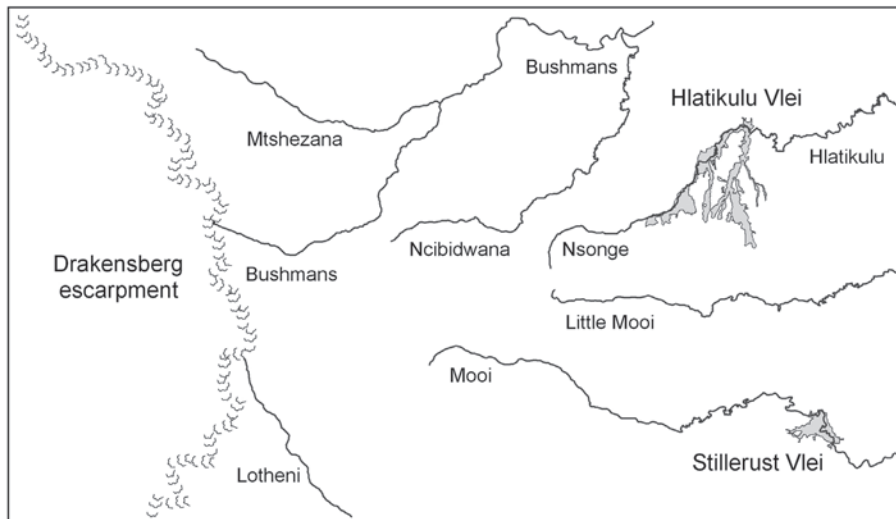 Bushmans
Hlatikulu Vlei
Mtshezana
Hlatikulu
Drakensberg
escarpment
Bushmans
Ncibidwana
Nsonge
Little Mooi
Mooi
Lotheni
Stillerust Vlei